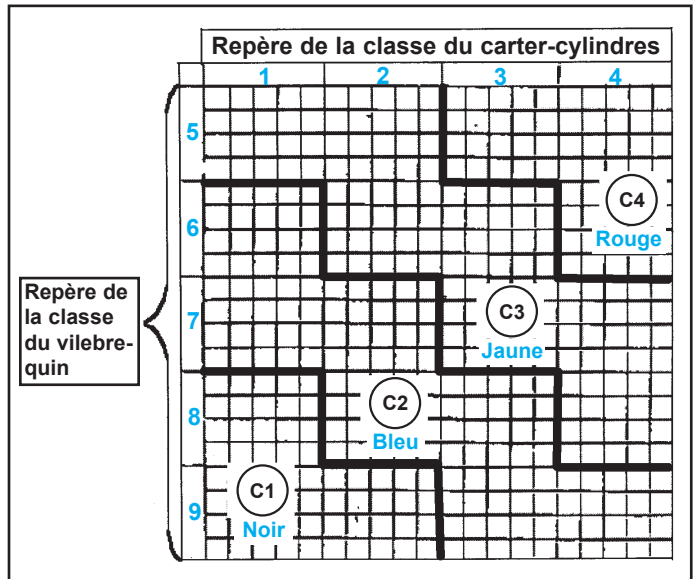 Repère de la classe du carter-cylindres
1 2 3 4
5
C4
6
Rouge
Repère de
la classe
du vilebre-
quin
C3
7
Jaune
C2
8
Bleu
C1
9
Noir